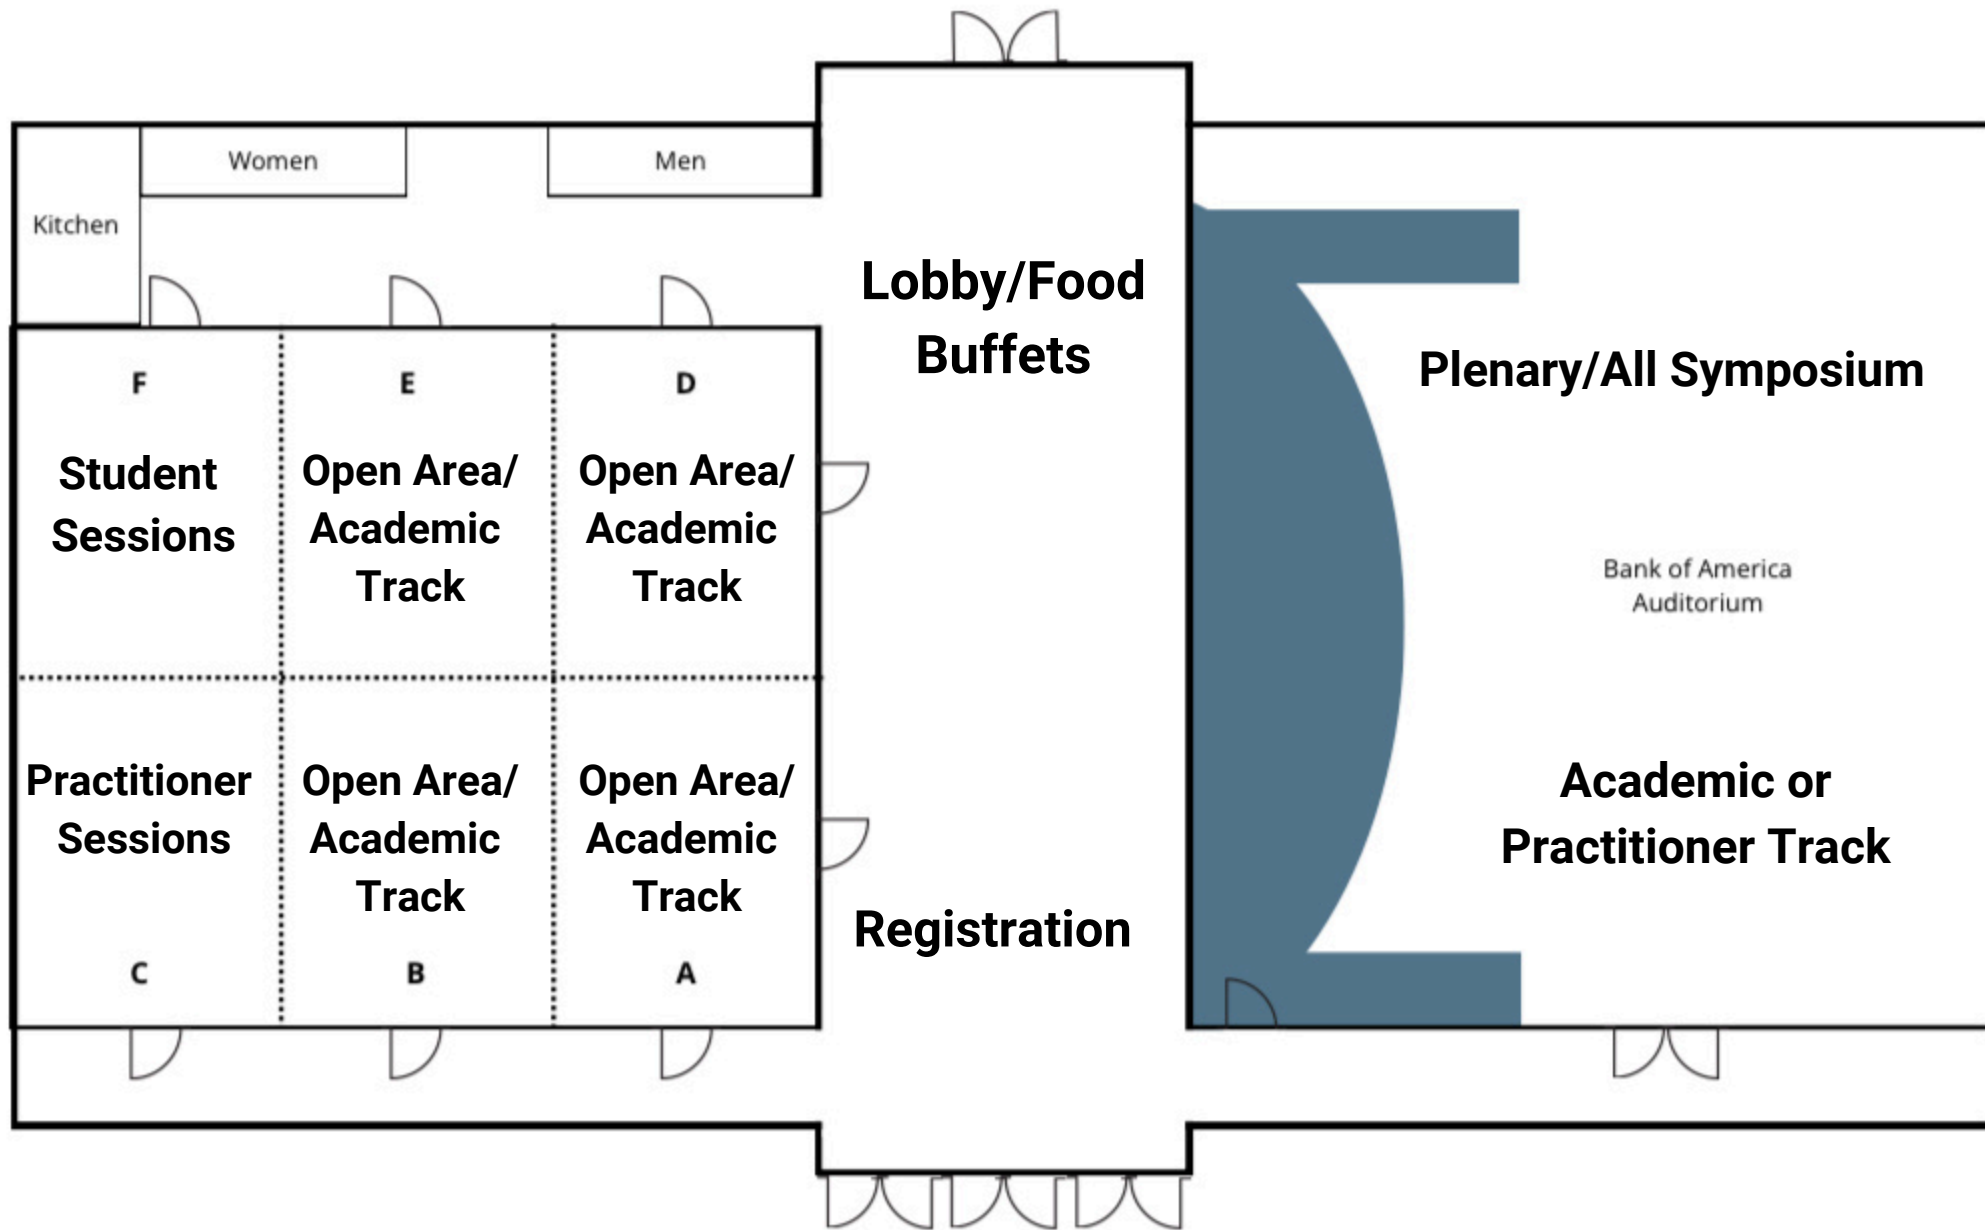 Women
Men
Kitchen
Lobby/Food
Buffets
F
E
D
Student
Sessions
Open Area/
Academic
Track
Open Area/
Academic
Track
Practitioner
Sessions
Open Area/
Academic
Track
Open Area/
Academic
Track
C
B
A
Registration
Plenary/All Symposium
Bank of America
Auditorium
Academic or
Practitioner Track